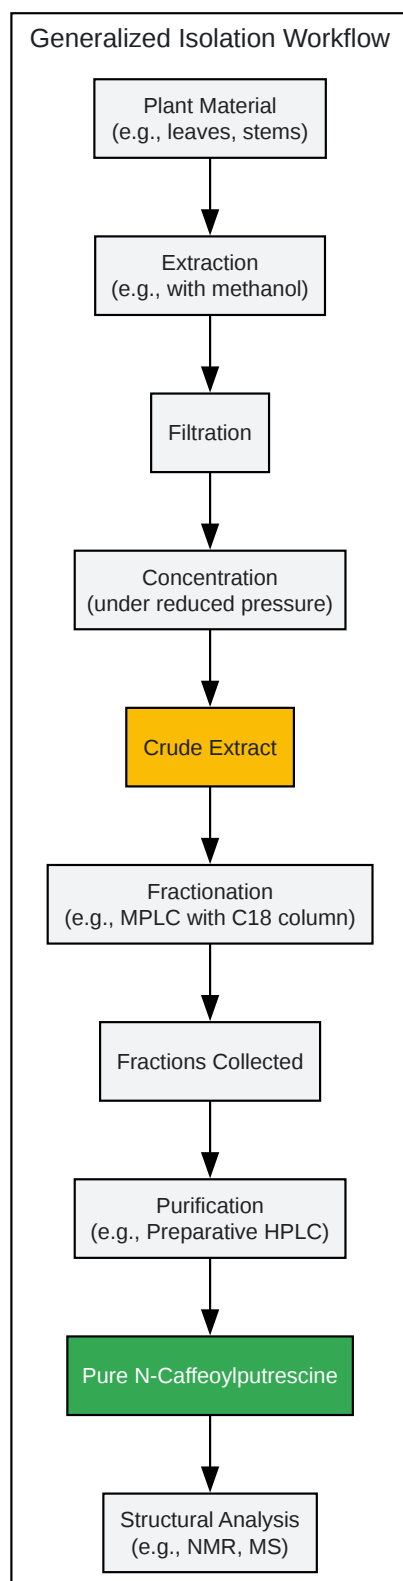 Generalized Isolation Workflow
Plant Material
(e.g., leaves, stems)
Extraction
(e.g., with methanol)
Filtration
Concentration
(under reduced pressure)
Crude Extract
Fractionation
(e.g., MPLC with C18 column)
Fractions Collected
Purification
(e.g., Preparative HPLC)
Pure N-Caffeoylputrescine
Structural Analysis
(e.g., NMR, MS)